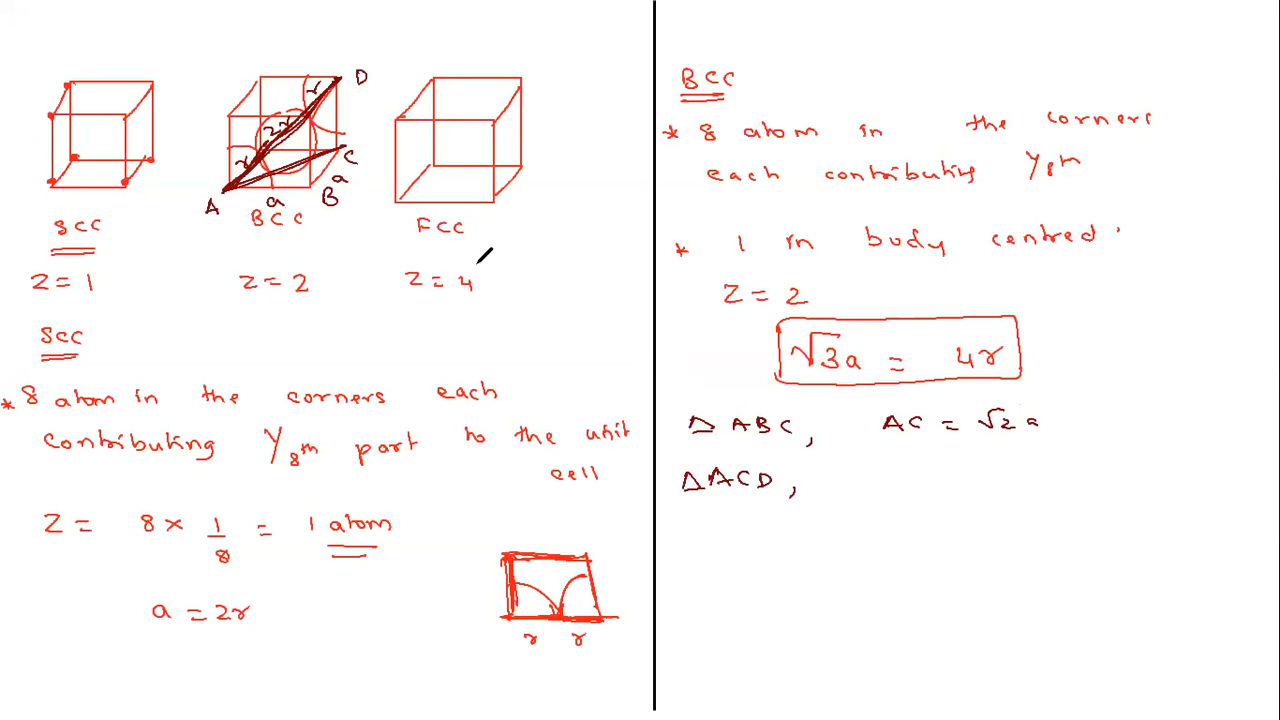 D
r
2r
r
C
a
A
a
B
SCC
BCC
FCC
Z = 1
Z = 2
Z = 4
SCC
* 8 atom in the corners each
contributing 1/8th part to the unit
cell
Z = 8 × 1/8 = 1 atom
a = 2r
r r
BCC
* 8 atom in the corners
each contributing 1/8th
* 1 in body centred.
Z = 2
√3a = 4r
Δ ABC, AC = √2 a
ΔACD,